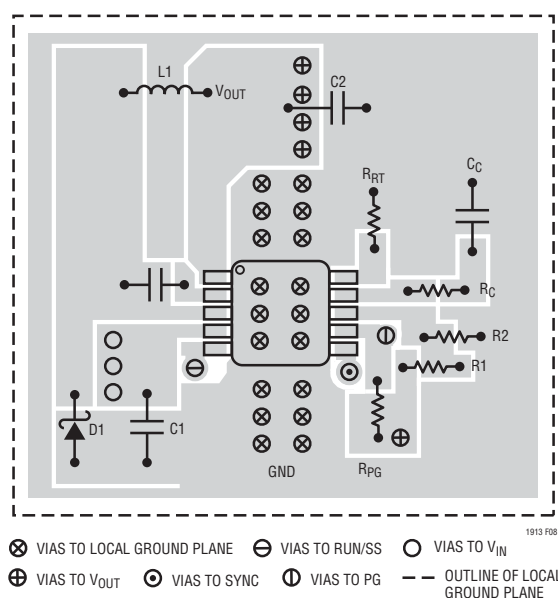 L1
VOUT
C2
RRT
CC
RC
R2
R1
D1
C1
GND
RPG
1913 F08
VIAS TO LOCAL GROUND PLANE
VIAS TO RUN/SS
VIAS TO VIN
VIAS TO VOUT
VIAS TO SYNC
VIAS TO PG
OUTLINE OF LOCAL
GROUND PLANE